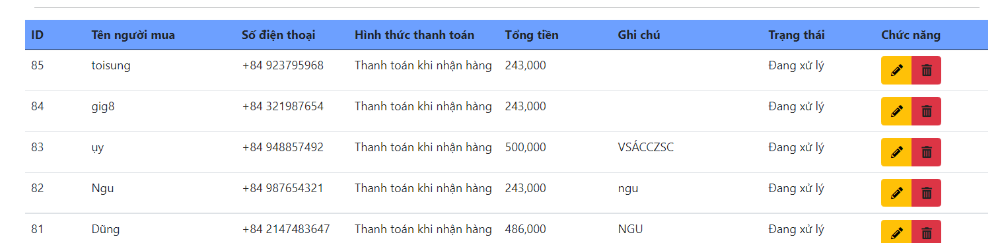 ID Tên người mua Số điện thoại Hình thức thanh toán Tổng tiền Ghi chú Trạng thái Chức năng
85 toisung +84 923795968 Thanh toán khi nhận hàng 243,000 Đang xử lý
84 gig8 +84 321987654 Thanh toán khi nhận hàng 243,000 Đang xử lý
83 ụy +84 948857492 Thanh toán khi nhận hàng 500,000 VSÁCCZSC Đang xử lý
82 Ngu +84 987654321 Thanh toán khi nhận hàng 243,000 ngu Đang xử lý
81 Dũng +84 2147483647 Thanh toán khi nhận hàng 486,000 NGU Đang xử lý